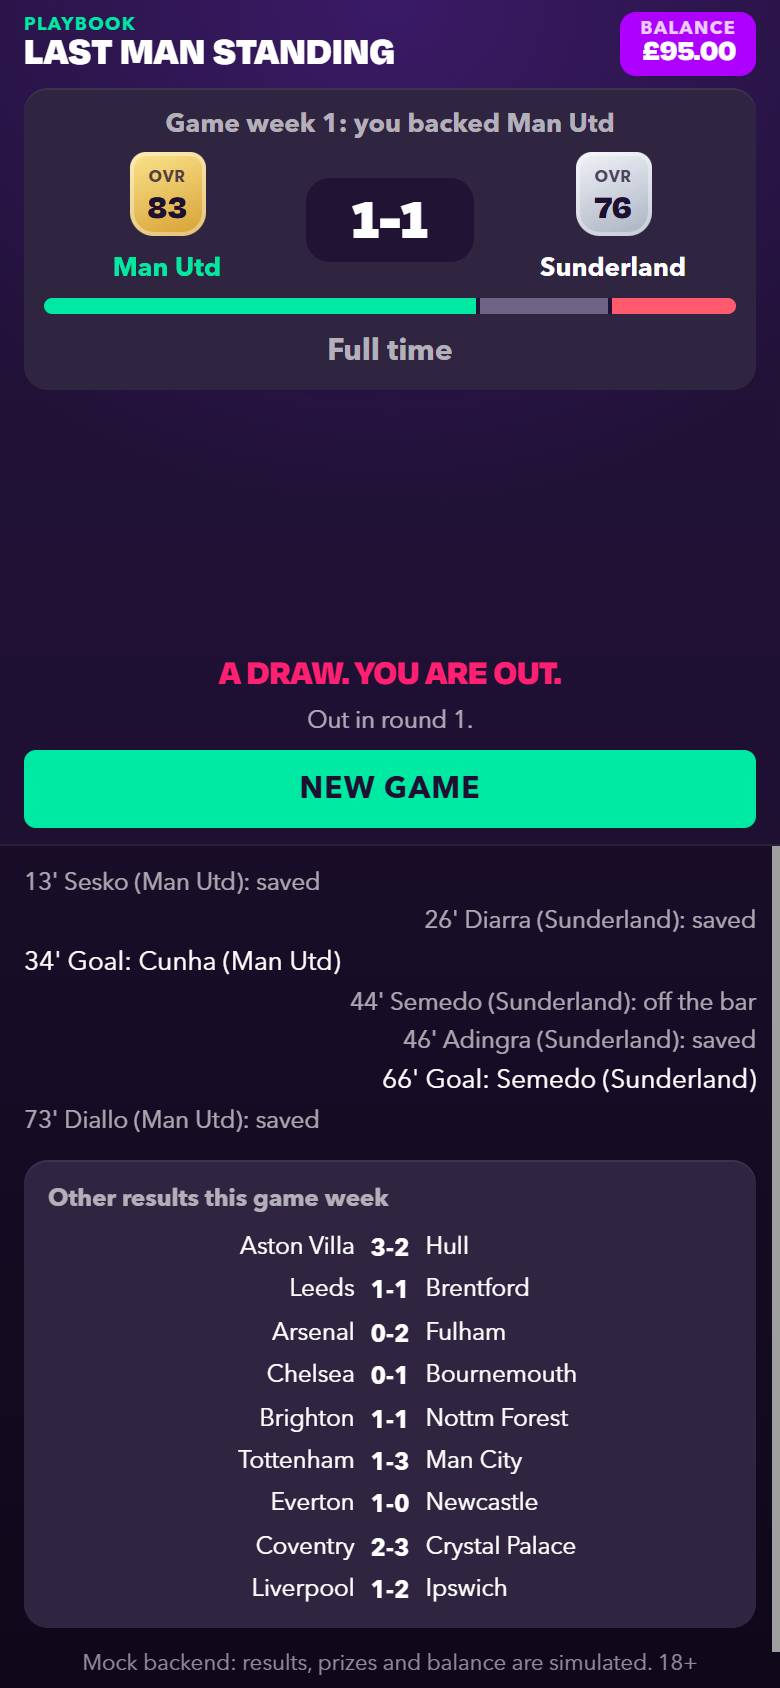 PLAYBOOK
LAST MAN STANDING
BALANCE
£95.00
Game week 1: you backed Man Utd
OVR
83
Man Utd
1-1
OVR
76
Sunderland
Full time
A DRAW. YOU ARE OUT.
Out in round 1.
NEW GAME
13' Sesko (Man Utd): saved
26' Diarra (Sunderland): saved
34' Goal: Cunha (Man Utd)
44' Semedo (Sunderland): off the bar
46' Adingra (Sunderland): saved
66' Goal: Semedo (Sunderland)
73' Diallo (Man Utd): saved
Other results this game week
Aston Villa 3-2 Hull
Leeds 1-1 Brentford
Arsenal 0-2 Fulham
Chelsea 0-1 Bournemouth
Brighton 1-1 Nottm Forest
Tottenham 1-3 Man City
Everton 1-0 Newcastle
Coventry 2-3 Crystal Palace
Liverpool 1-2 Ipswich
Mock backend: results, prizes and balance are simulated. 18+